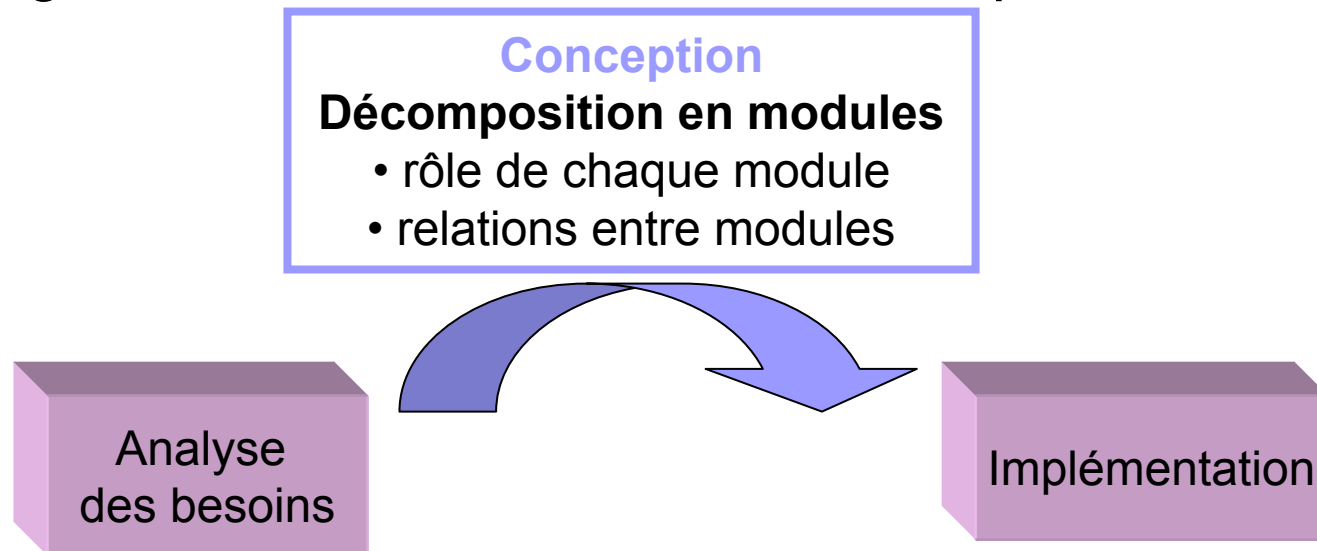 Conception
Décomposition en modules
• rôle de chaque module
• relations entre modules
Analyse
des besoins
Implémentation